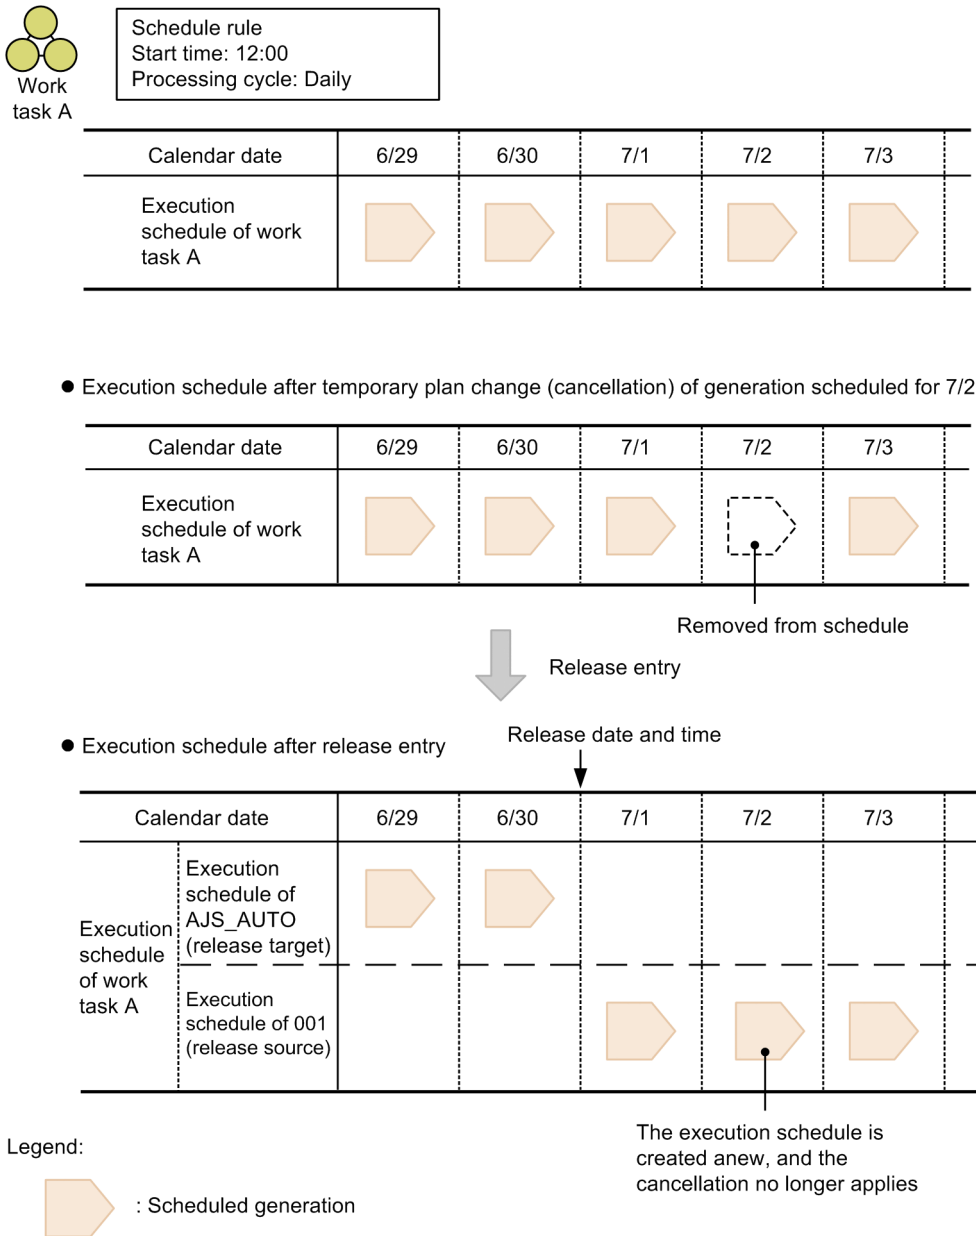 Work
task A
Schedule rule
Start time: 12:00
Processing cycle: Daily
Calendar date 6/29 6/30 7/1 7/2 7/3
Execution
schedule of work
task A
● Execution schedule after temporary plan change (cancellation) of generation scheduled for 7/2
Calendar date 6/29 6/30 7/1 7/2 7/3
Execution
schedule of work
task A
Removed from schedule
Release entry
● Execution schedule after release entry
Release date and time
Calendar date 6/29 6/30 7/1 7/2 7/3
Execution
schedule
of work
task A
Execution
schedule of
AJS_AUTO
(release target)
Execution
schedule of 001
(release source)
The execution schedule is
created anew, and the
cancellation no longer applies
Legend:
: Scheduled generation